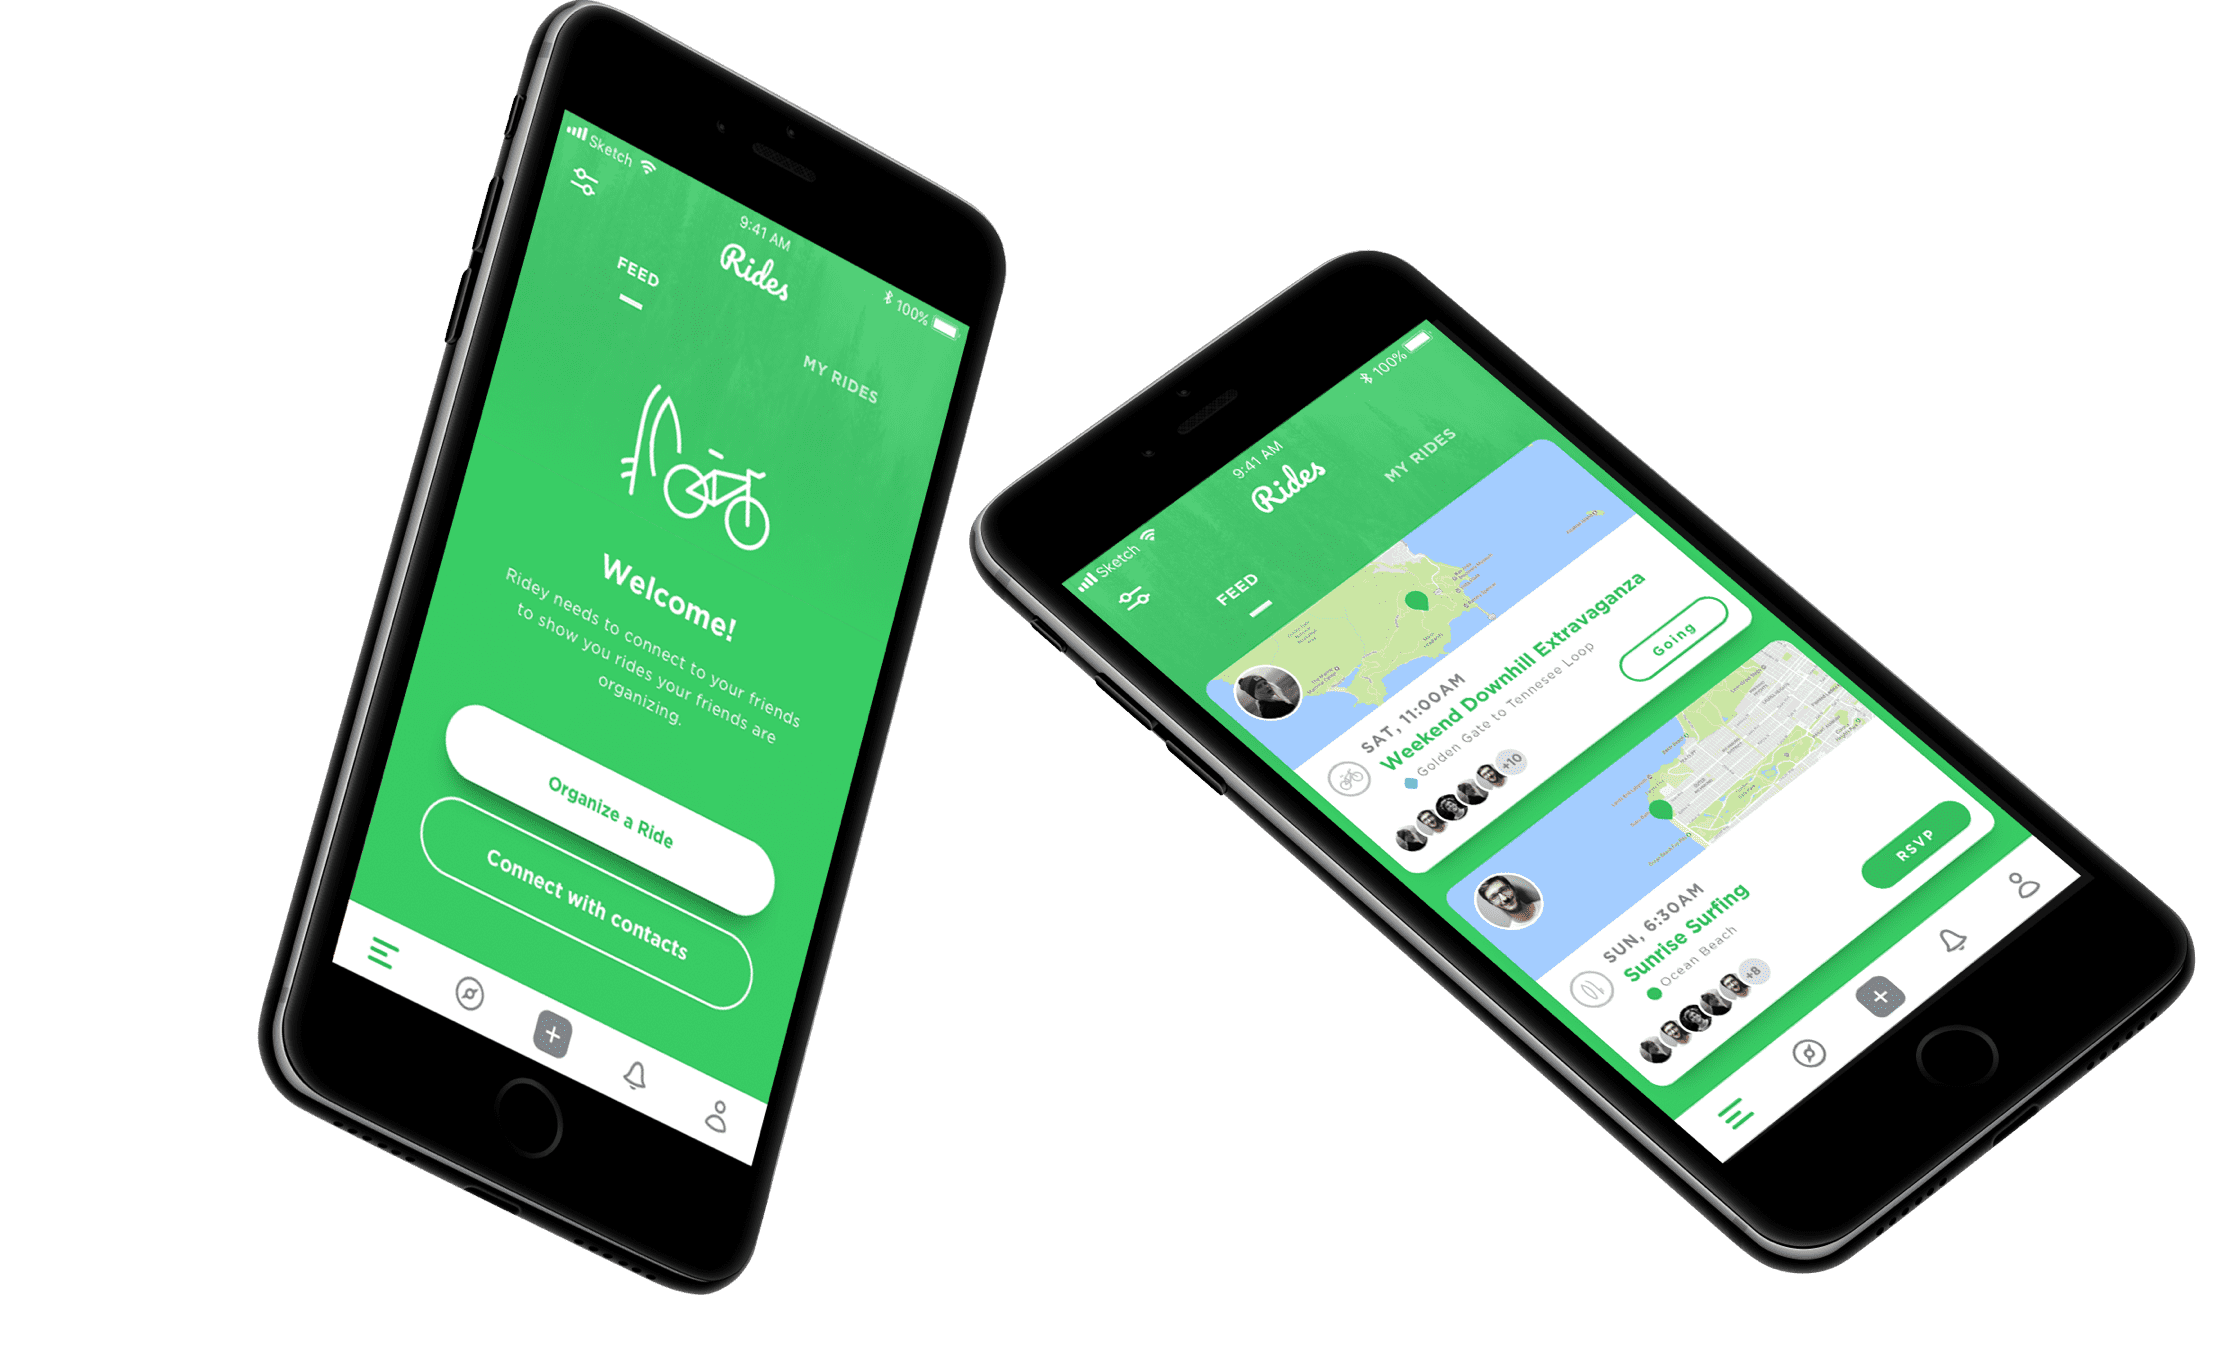 Sketch
9:41 AM
100%
Rides
FEED
MY RIDES
Welcome!
Ridey needs to connect to your friends
to show you rides your friends are
organizing.
Organize a Ride
Connect with contacts
Sketch
9:41 AM
100%
Rides
FEED
MY RIDES
SAT, 11:00AM
Weekend Downhill Extravaganza
Golden Gate to Tennesee Loop
Going
+10
SUN, 6:30AM
Sunrise Surfing
Ocean Beach
RSVP
+8